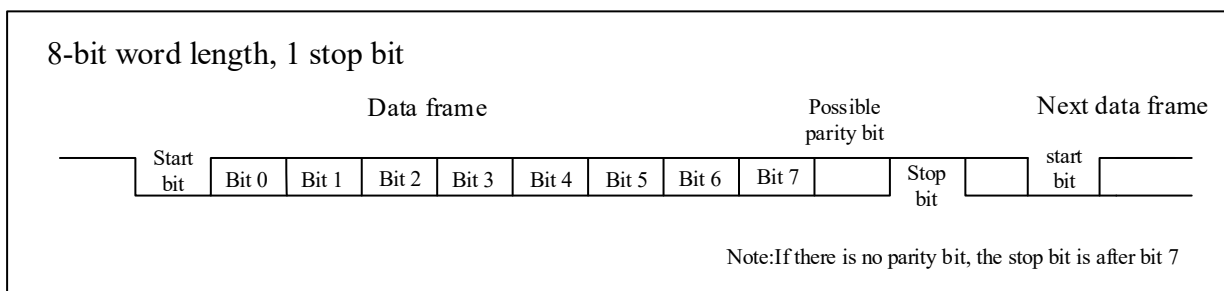 8-bit word length, 1 stop bit
Data frame
Possible
parity bit
Next data frame
Start
bit
Bit 0
Bit 1
Bit 2
Bit 3
Bit 4
Bit 5
Bit 6
Bit 7
Stop
bit
start
bit
Note:If there is no parity bit, the stop bit is after bit 7